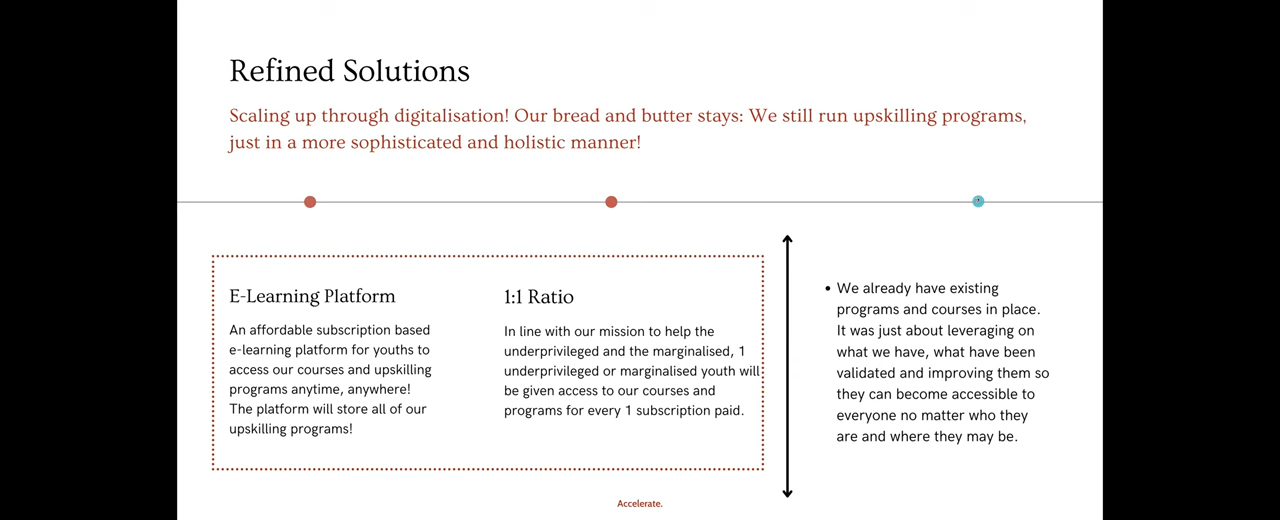 Refined Solutions
Scaling up through digitalisation! Our bread and butter stays: We still run upskilling programs,
just in a more sophisticated and holistic manner!
E-Learning Platform
An affordable subscription based
e-learning platform for youths to
access our courses and upskilling
programs anytime, anywhere!
The platform will store all of our
upskilling programs!
1:1 Ratio
In line with our mission to help the
underprivileged and the marginalised, 1
underprivileged or marginalised youth will
be given access to our courses and
programs for every 1 subscription paid.
• We already have existing
programs and courses in place.
It was just about leveraging on
what we have, what have been
validated and improving them so
they can become accessible to
everyone no matter who they
are and where they may be.
Accelerate.